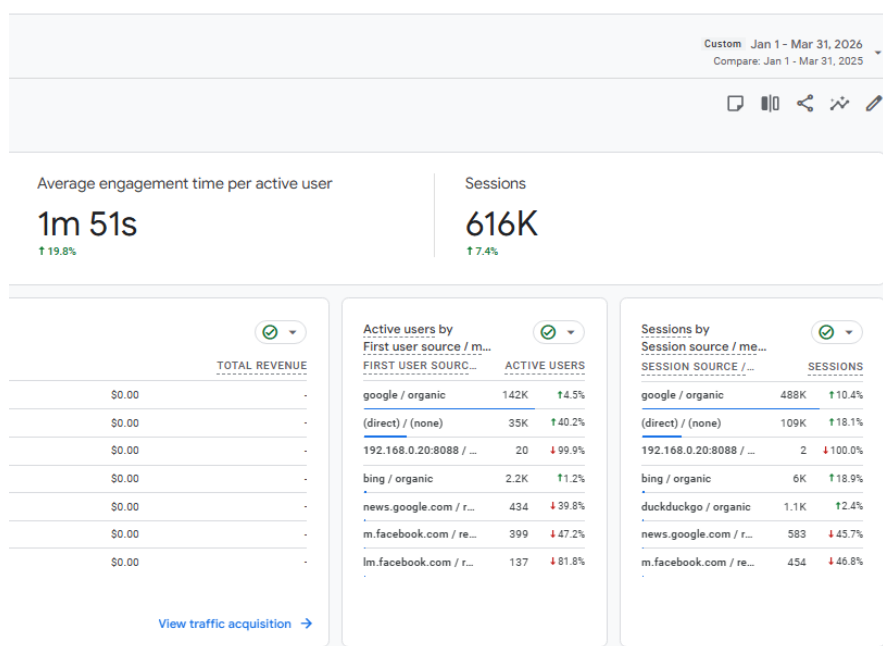 Custom Jan 1 - Mar 31, 2026
Compare: Jan 1 - Mar 31, 2025
Average engagement time per active user
1m 51s
↑ 19.8%
Sessions
616K
↑ 7.4%
TOTAL REVENUE
$0.00 -
$0.00 -
$0.00 -
$0.00 -
$0.00 -
$0.00 -
$0.00 -
View traffic acquisition →
Active users by
First user source / m...
FIRST USER SOURC... ACTIVE USERS
google / organic 142K ↑4.5%
(direct) / (none) 35K ↑40.2%
192.168.0.20:8088 / ... 20 ↓99.9%
bing / organic 2.2K ↑1.2%
news.google.com / r... 434 ↓39.8%
m.facebook.com / re... 399 ↓47.2%
lm.facebook.com / r... 137 ↓81.8%
Sessions by
Session source / me...
SESSION SOURCE /... SESSIONS
google / organic 488K ↑10.4%
(direct) / (none) 109K ↑18.1%
192.168.0.20:8088 / ... 2 ↓100.0%
bing / organic 6K ↑18.9%
duckduckgo / organic 1.1K ↑2.4%
news.google.com / r... 583 ↓45.7%
m.facebook.com / re... 454 ↓46.8%